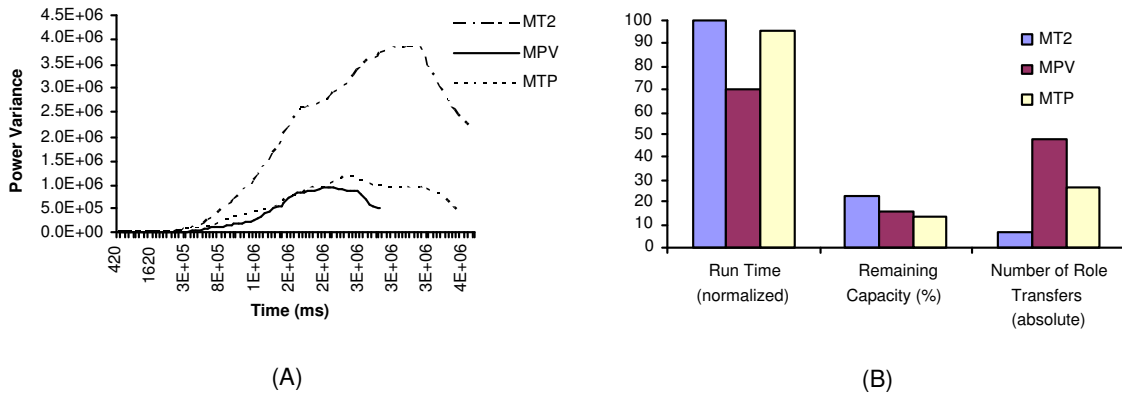 4.5E+06
4.0E+06
3.5E+06
3.0E+06
2.5E+06
2.0E+06
1.5E+06
1.0E+06
5.0E+05
0.0E+00
Power Variance
420
1620
3E+05
8E+05
1E+06
2E+06
2E+06
3E+06
3E+06
3E+06
4E+06
Time (ms)
MT2
MPV
MTP
(A)
100
90
80
70
60
50
40
30
20
10
0
MT2
MPV
MTP
Run Time
(normalized)
Remaining
Capacity (%)
Number of Role
Transfers
(absolute)
(B)